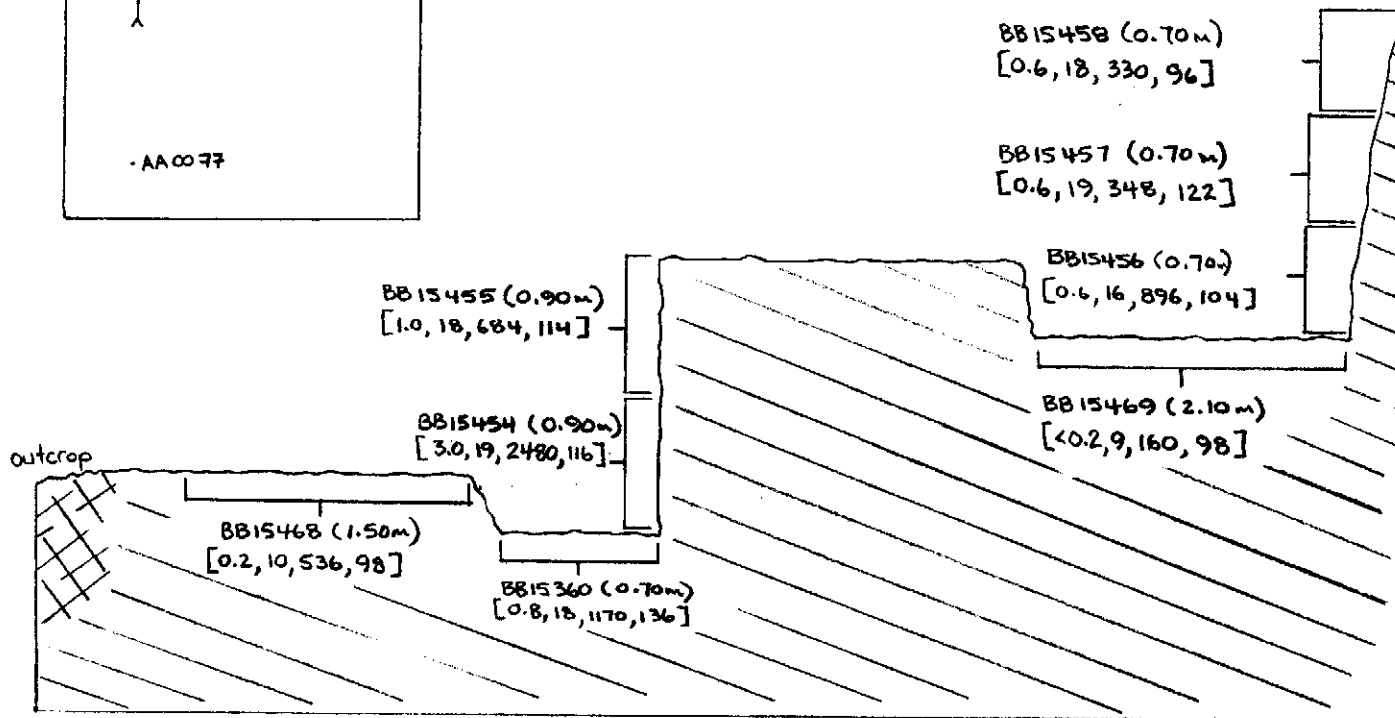 · AA0077
BB15458 (0.70m)
[0.6, 18, 330, 96]
BB15457 (0.70m)
[0.6, 19, 348, 122]
BB15456 (0.70m)
[0.6, 16, 896, 104]
BB15455 (0.90m)
[1.0, 18, 684, 114]
BB15454 (0.90m)
[3.0, 19, 2480, 116]
BB15469 (2.10m)
[<0.2, 9, 160, 98]
outcrop
BB15468 (1.50m)
[0.2, 10, 536, 98]
BB15360 (0.70m)
[0.8, 18, 1170, 136]